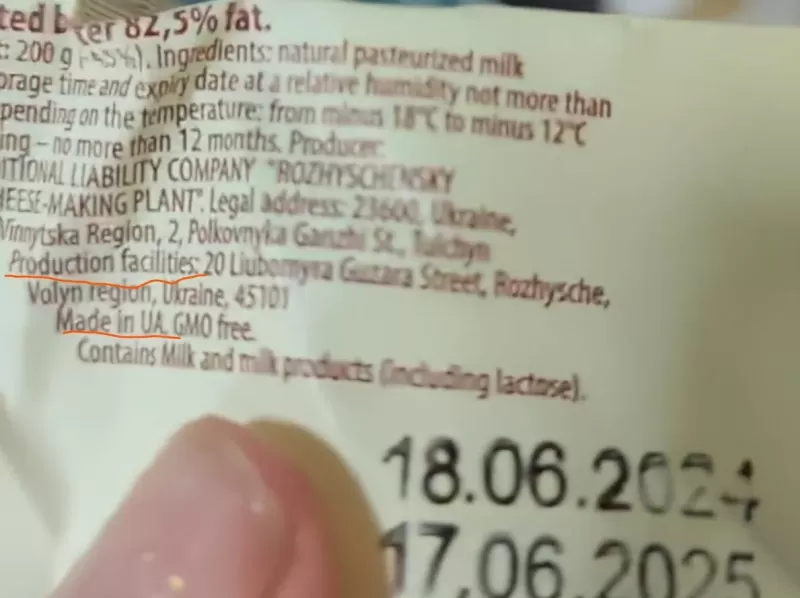 82,5% fat.
200 g Ingredients: natural pasteurized milk
orage time and expiry date at a relative humidity not more than
pending on the temperature: from minus 18°C to minus 12°C
ing – no more than 12 months. Producer:
ITIONAL LIABILITY COMPANY "ROZHYSCHENSKY
HEESE-MAKING PLANT". Legal address: 23600, Ukraine,
Vinnytska Region, 2, Polkovnyka Ganzhi St., Tulchyn
Production facilities: 20 Liubomyra Guzara Street, Rozhysche,
Volyn region, Ukraine, 45101
Made in UA. GMO free.
Contains Milk and milk products (including lactose).
18.06.2024
17.06.2025